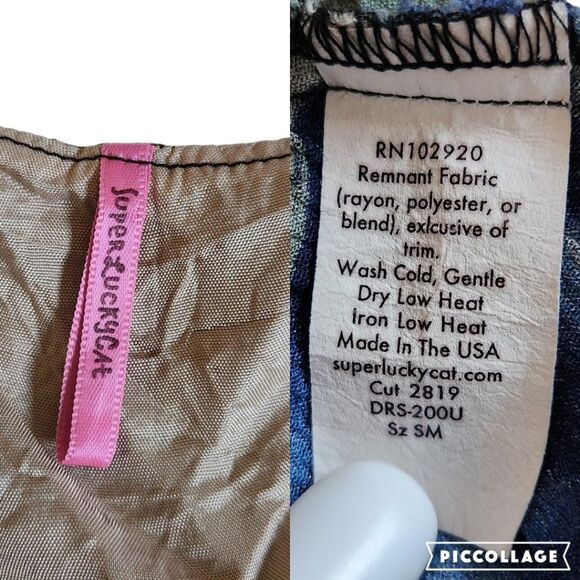 SUPERLUCKYCAT
RN102920
Remnant Fabric
(rayon, polyester, or
blend), exlcusive of
trim.
Wash Cold, Gentle
Dry Law Heat
Iron Low Heat
Made In The USA
superluckycat.com
Cut 2819
DRS-200U
Sz SM
PICCOLLAGE